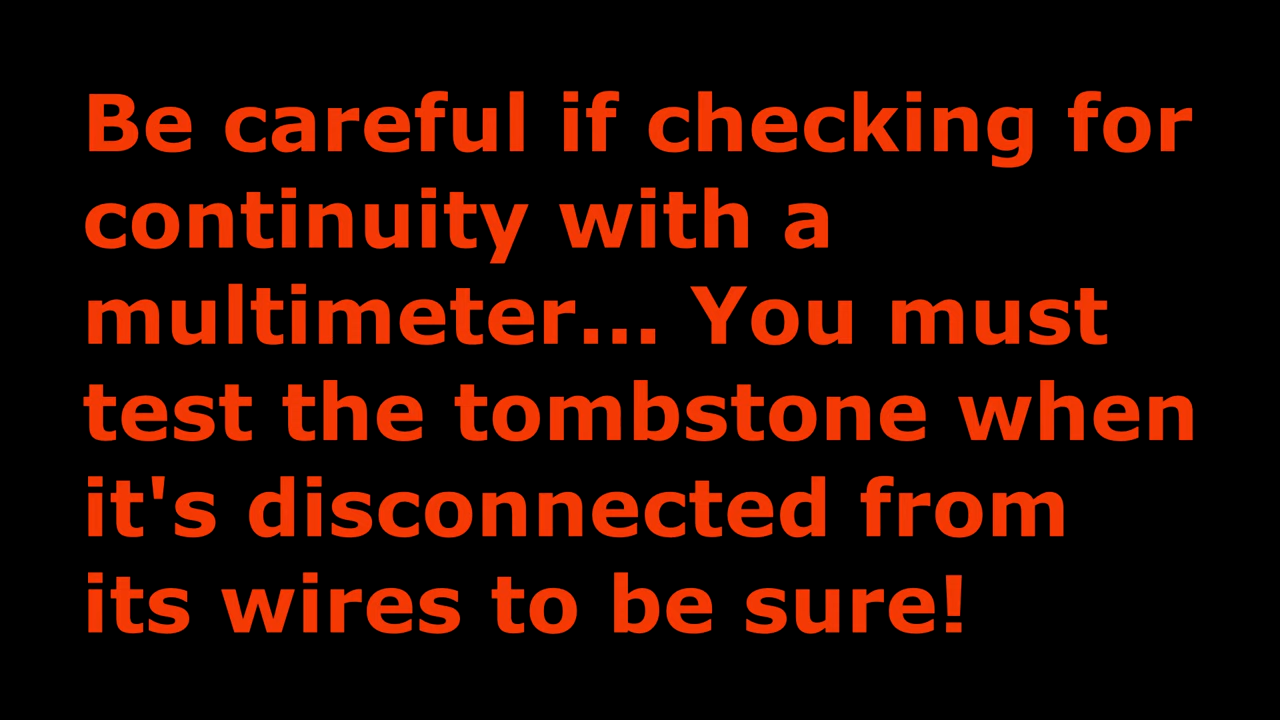 Be careful if checking for
continuity with a
multimeter... You must
test the tombstone when
it's disconnected from
its wires to be sure!